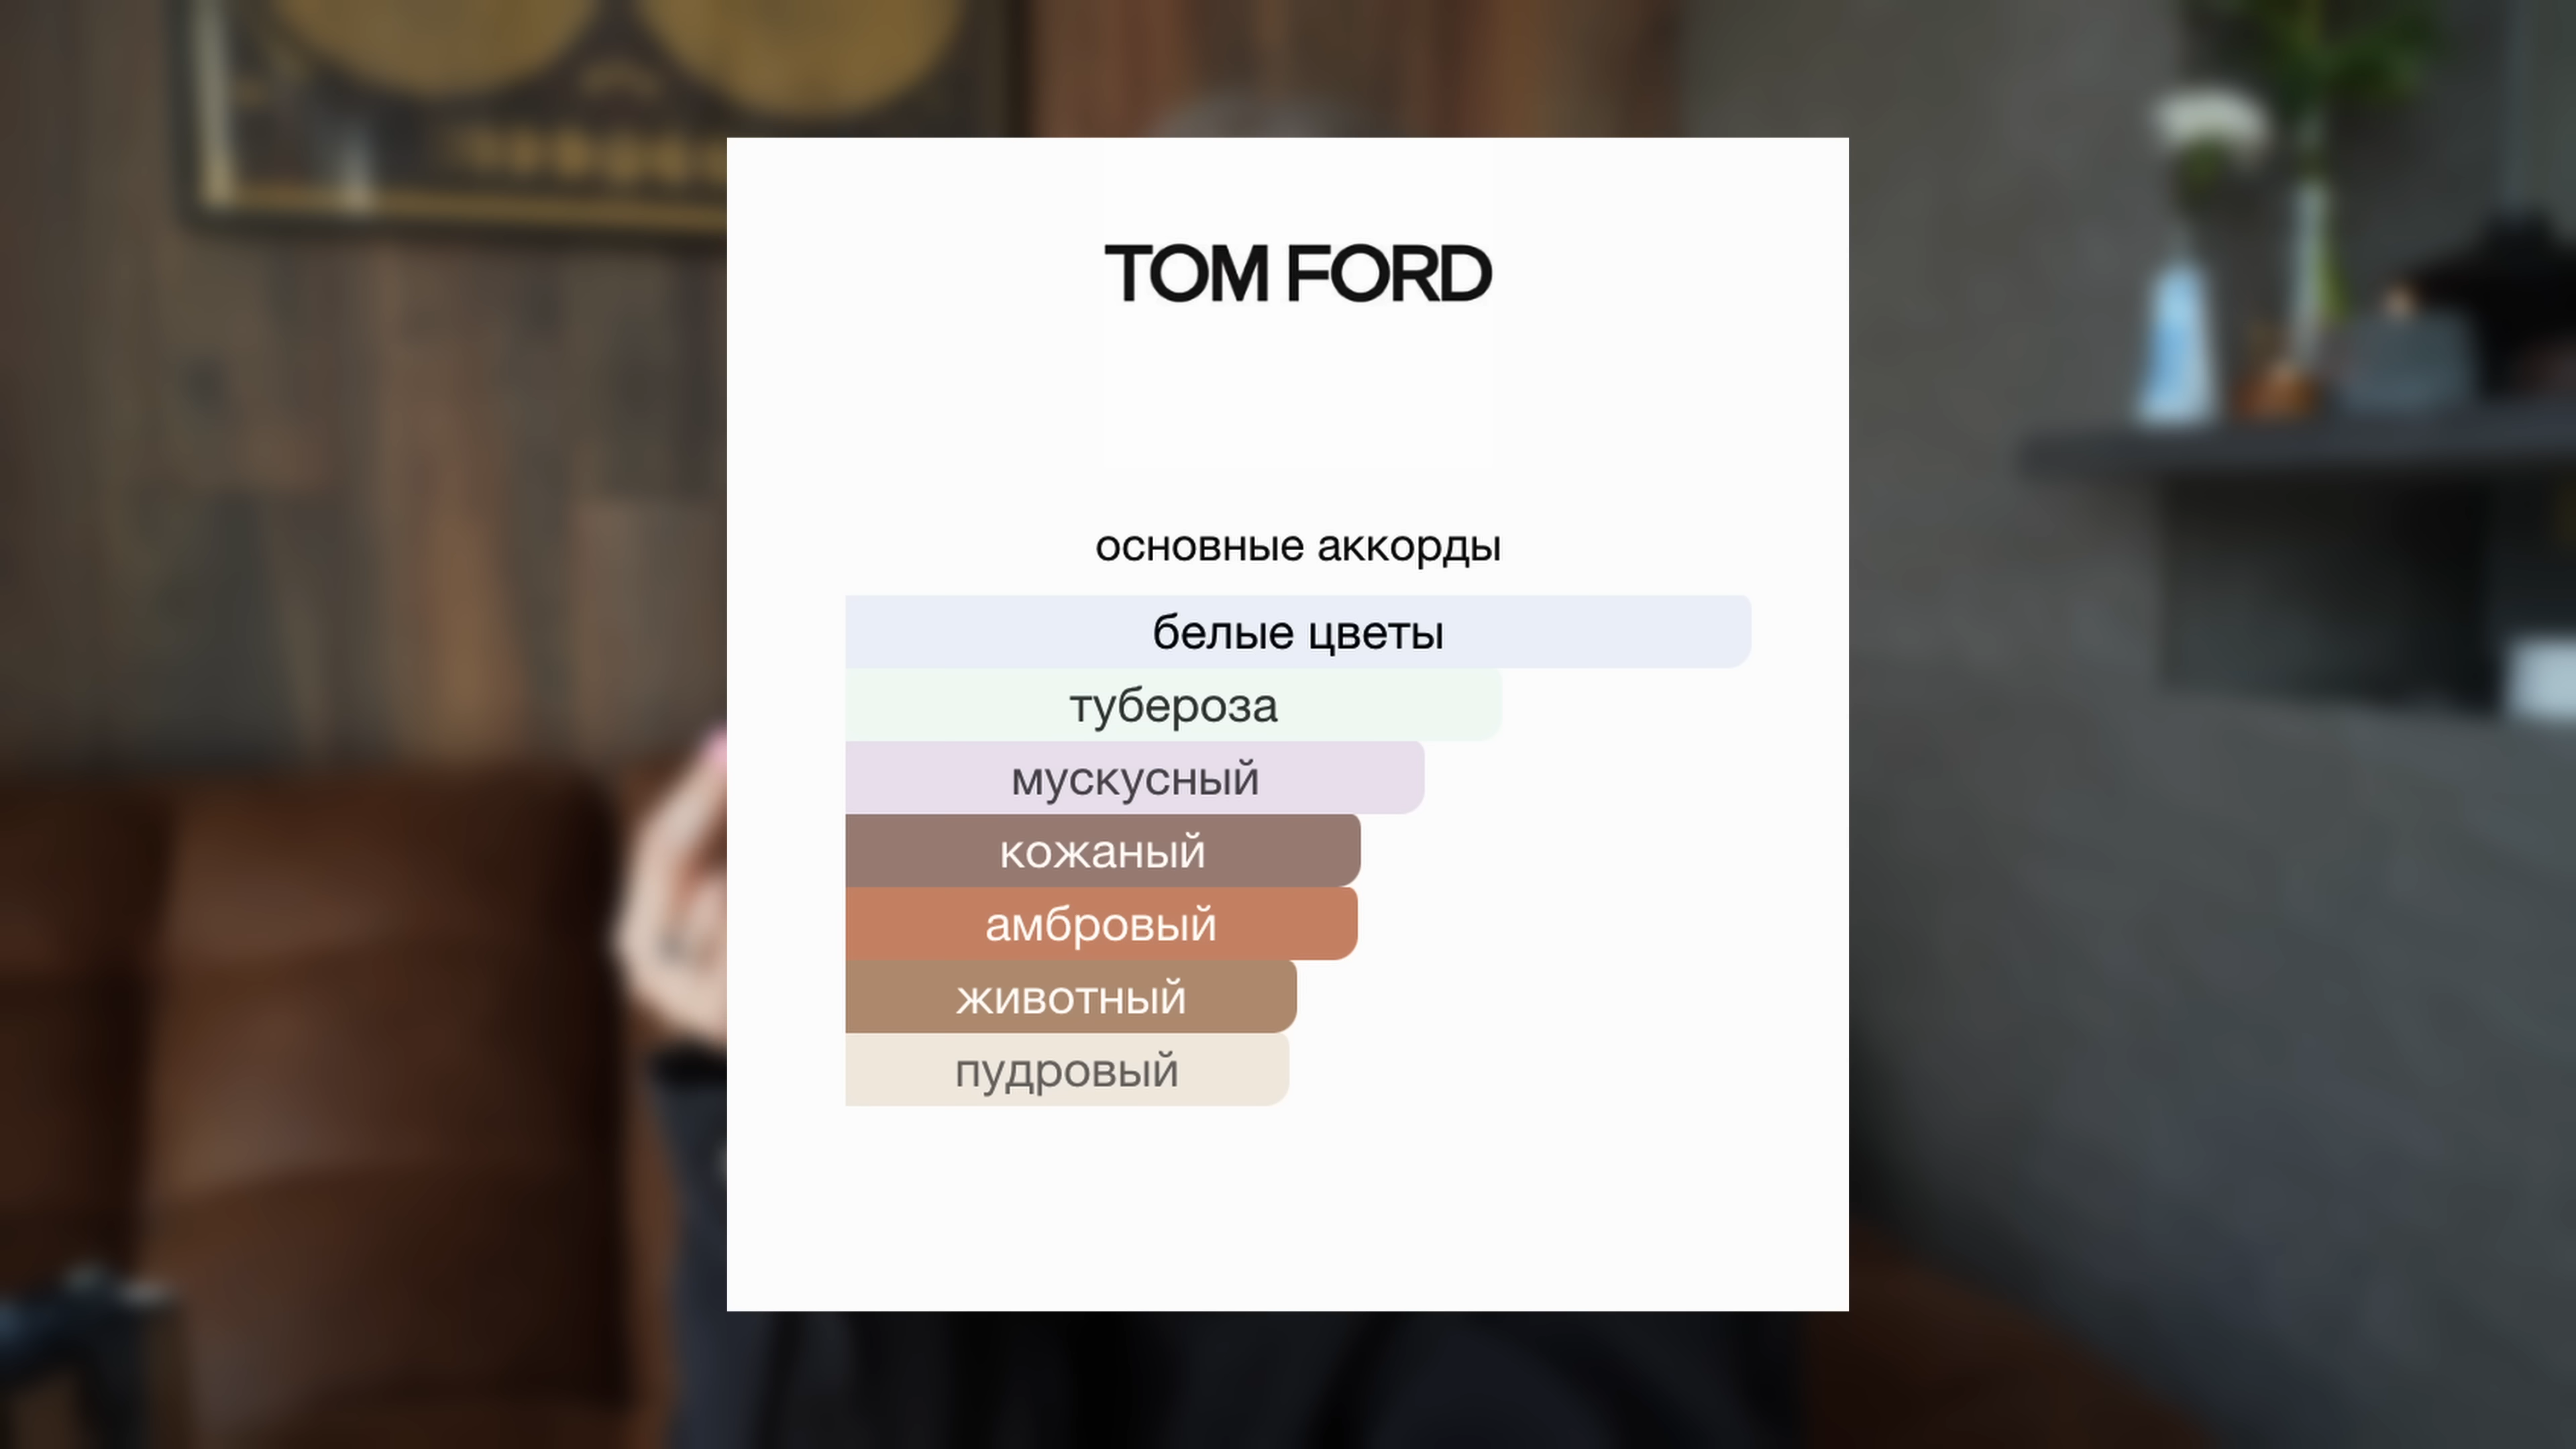 TOM FORD
основные аккорды
белые цветы
тубероза
мускусный
кожаный
амбровый
животный
пудровый